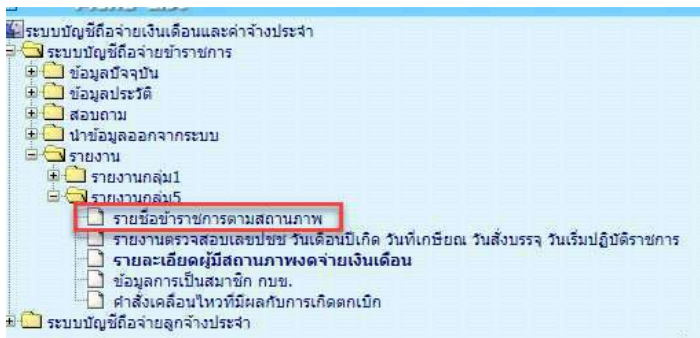 ระบบบัญชีถือจ่ายเงินเดือนและค่าจ้างประจำ
ระบบบัญชีถือจ่ายข้าราชการ
ข้อมูลปัจจุบัน
ข้อมูลประวัติ
สอบถาม
นำข้อมูลออกจากระบบ
รายงาน
รายงานกลุ่ม1
รายงานกลุ่ม5
รายชื่อข้าราชการตามสถานภาพ
รายงานตรวจสอบเลขปชช วันเดือนปีเกิด วันที่เกษียณ วันสั่งบรรจุ วันเริ่มปฏิบัติราชการ
รายละเอียดผู้มีสถานภาพงดจ่ายเงินเดือน
ข้อมูลการเป็นสมาชิก กบข.
คำสั่งเคลื่อนไหวที่มีผลกับการเกิดตกเบิก
ระบบบัญชีถือจ่ายลูกจ้างประจำ